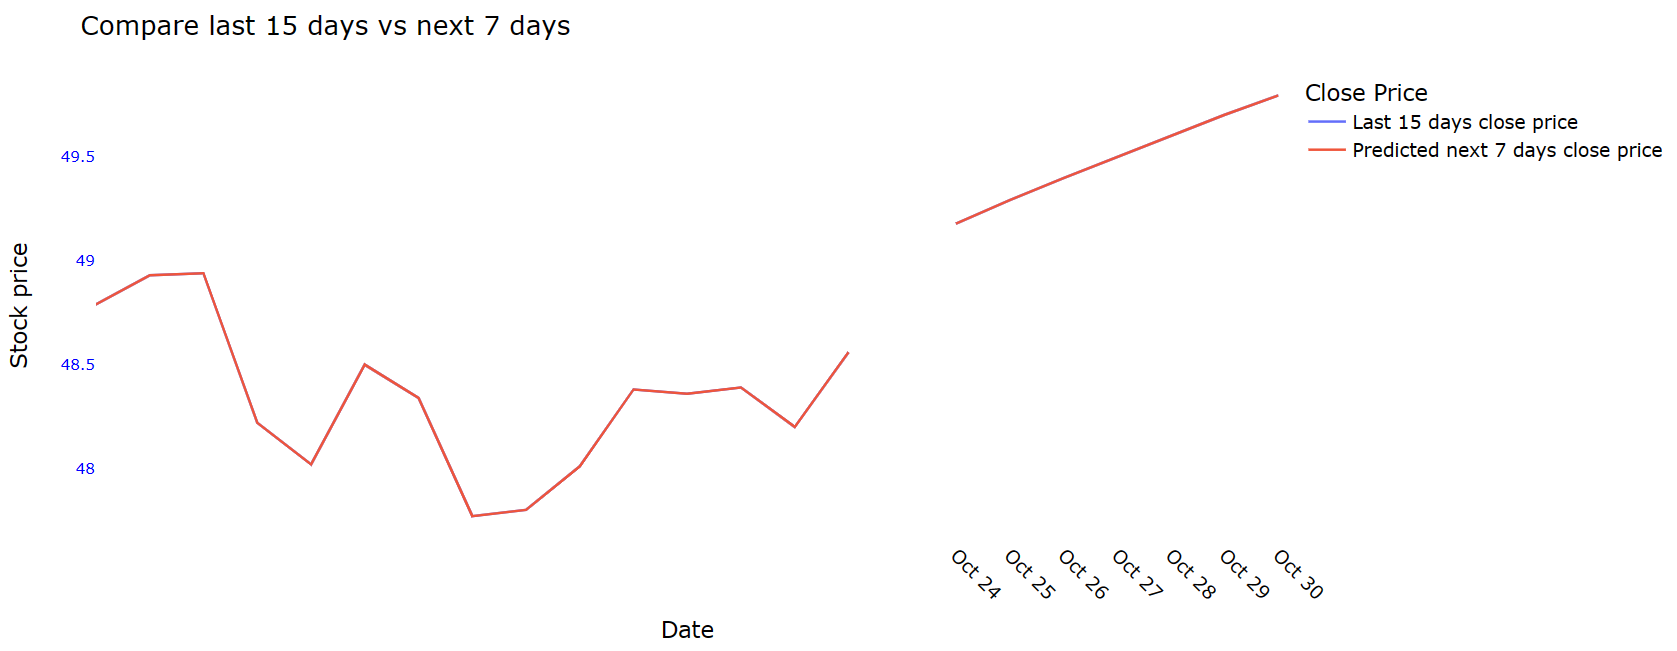 Compare last 15 days vs next 7 days
Close Price
Last 15 days close price
Predicted next 7 days close price
49.5
49
48.5
48
Stock price
Oct 24
Oct 25
Oct 26
Oct 27
Oct 28
Oct 29
Oct 30
Date